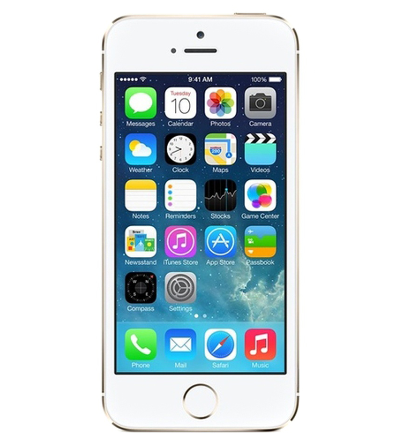 9:41 AM 100%
Tuesday
10
Messages Calendar Photos Camera
280
Weather Clock Maps Videos
Notes Reminders Stocks Game Center
Newsstand iTunes Store App Store Passbook
Compass Settings
Phone Mail Safari Music